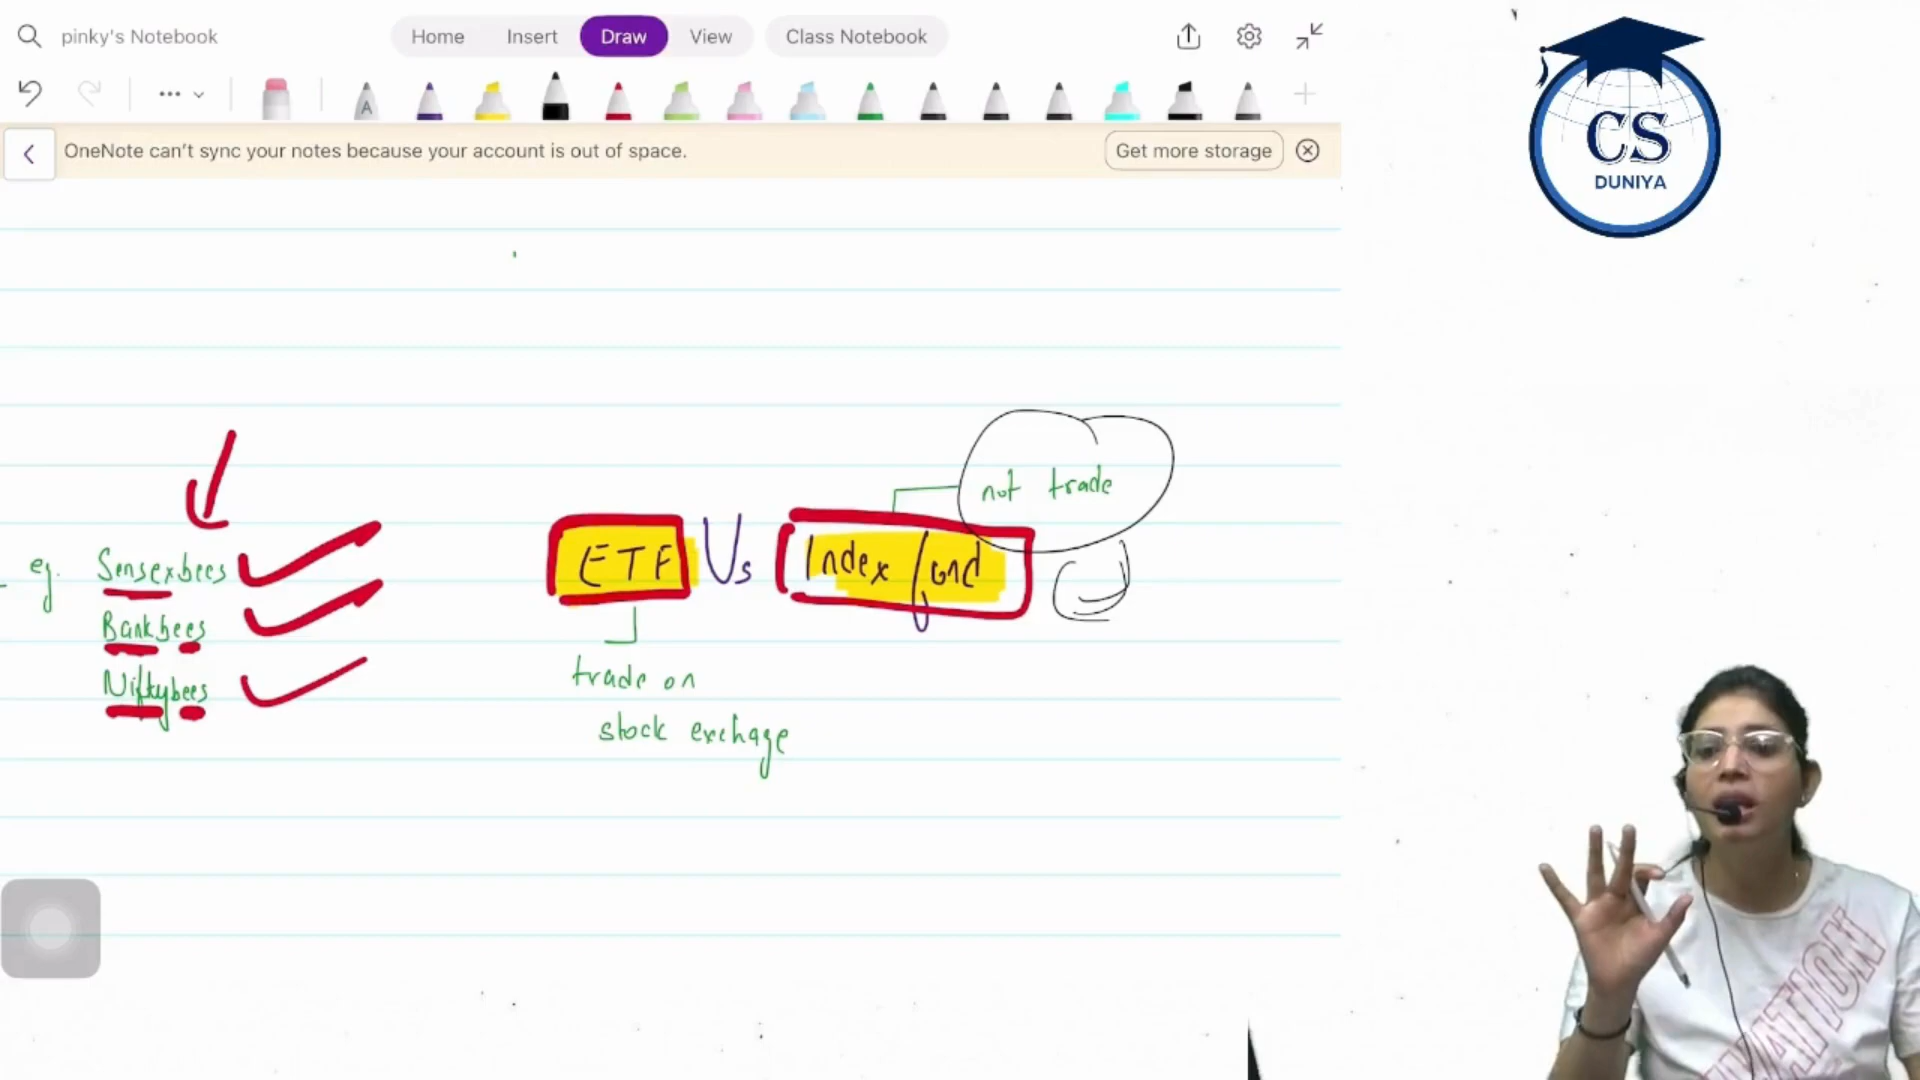 pinky's Notebook
Home Insert Draw View Class Notebook
A
OneNote can't sync your notes because your account is out of space.
Get more storage
CS
DUNIYA
not trade
ETF Vs Index fund
eg. Sensexbees
Bankbees
Niftybees
trade on
stock exchage
MATION